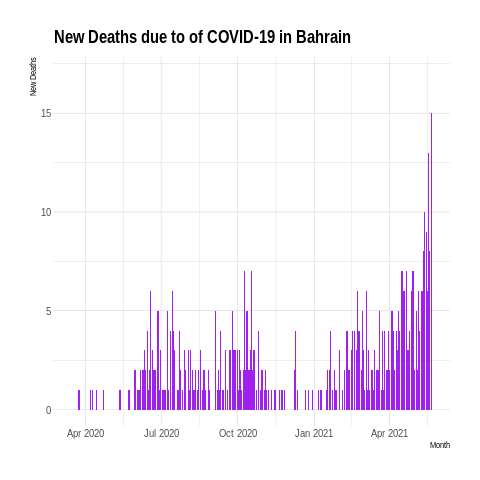 New Deaths due to of COVID-19 in Bahrain
New Deaths
15
10
5
0
Apr 2020 Jul 2020 Oct 2020 Jan 2021 Apr 2021
Month